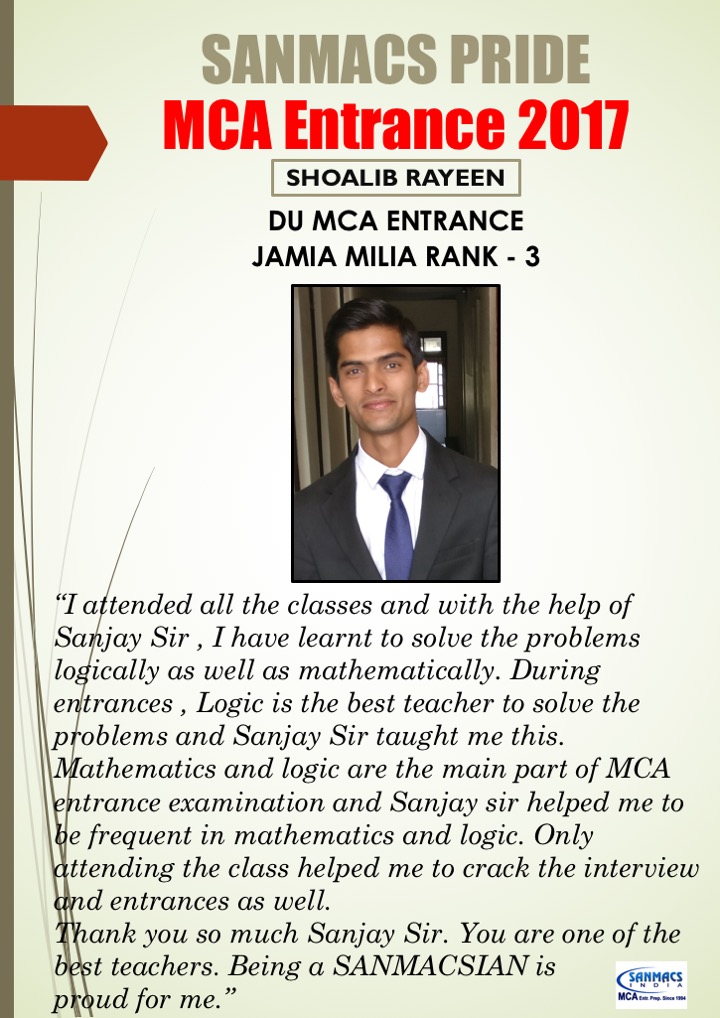 SANMACS PRIDE
MCA Entrance 2017
SHOALIB RAYEEN
DU MCA ENTRANCE
JAMIA MILIA RANK - 3
“I attended all the classes and with the help of
Sanjay Sir , I have learnt to solve the problems
logically as well as mathematically. During
entrances , Logic is the best teacher to solve the
problems and Sanjay Sir taught me this.
Mathematics and logic are the main part of MCA
entrance examination and Sanjay sir helped me to
be frequent in mathematics and logic. Only
attending the class helped me to crack the interview
and entrances as well.
Thank you so much Sanjay Sir. You are one of the
best teachers. Being a SANMACSIAN is
proud for me.”
SANMACS
INDIA
MCA Entr. Prep. Since 1994